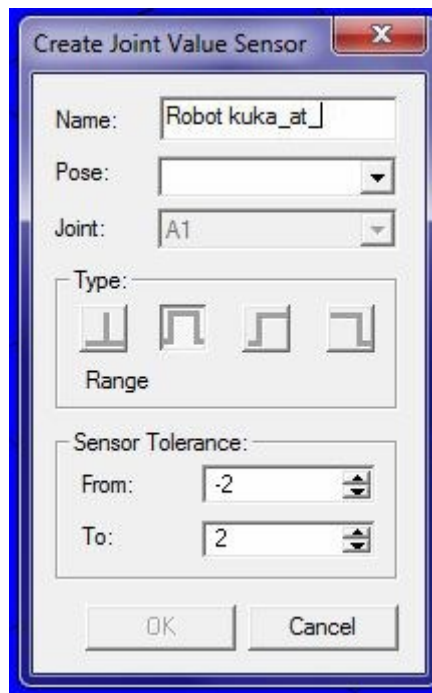 Create Joint Value Sensor
Name: Robot kuka_at_
Pose:
Joint: A1
Type:
Range
Sensor Tolerance:
From: -2
To: 2
OK Cancel